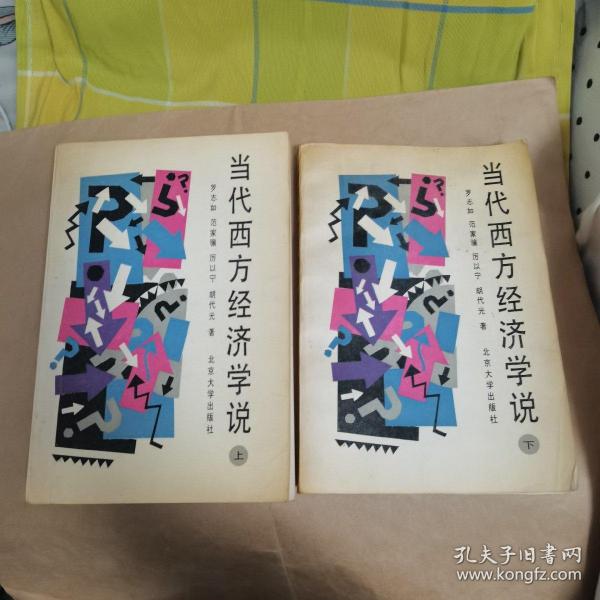 当代西方经济学说
罗志如 范家骧 厉以宁 胡代光 著
北京大学出版社
上
当代西方经济学说
罗志如 范家骧 厉以宁 胡代光 著
北京大学出版社
下
孔夫子旧书网
www.kongfz.com